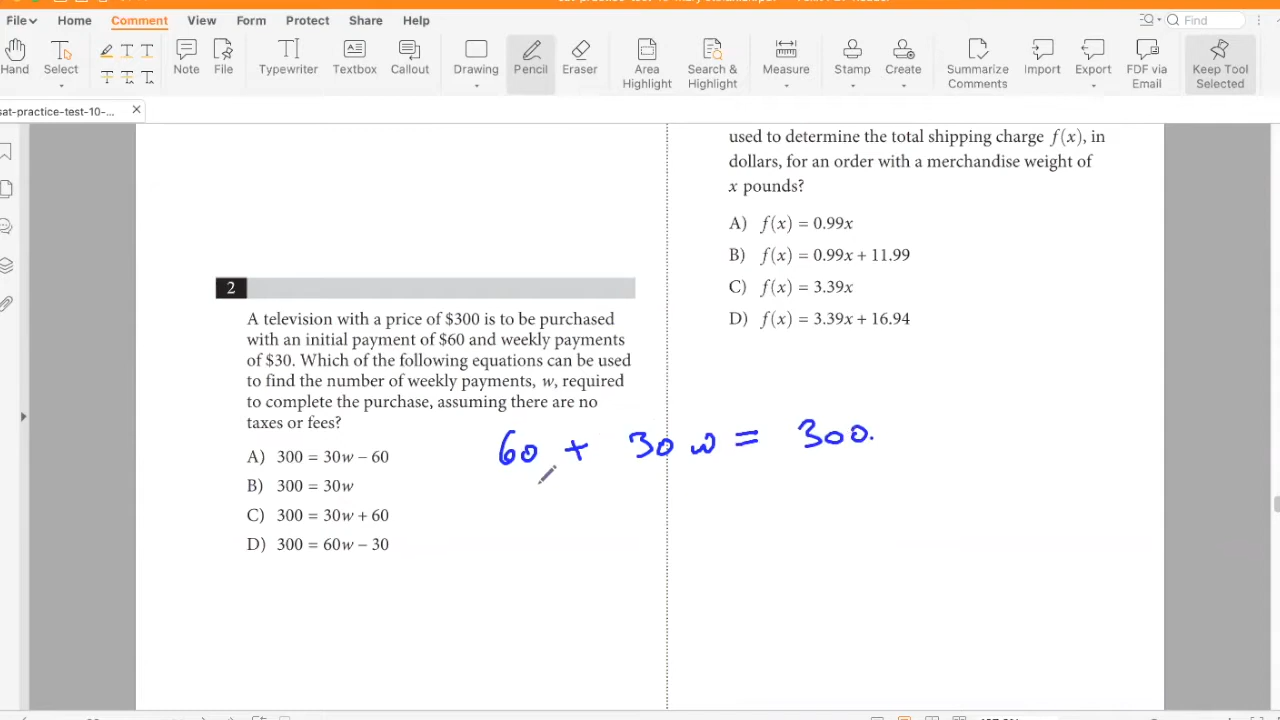 File View Form Protect Share Help
Home
Comment
Find
Hand
Select
Note
File
Typewriter
Textbox
Callout
Drawing
Pencil
Eraser
Area Highlight
Search & Highlight
Measure
Stamp
Create
Summarize Comments
Import
Export
PDF via Email
Keep Tool Selected
sat-practice-test-10-...
2
A television with a price of $300 is to be purchased
with an initial payment of $60 and weekly payments
of $30. Which of the following equations can be used
to find the number of weekly payments, w, required
to complete the purchase, assuming there are no
taxes or fees?
A) 300 = 30w − 60
B) 300 = 30w
C) 300 = 30w + 60
D) 300 = 60w − 30
60 + 30 w = 300.
used to determine the total shipping charge f(x), in
dollars, for an order with a merchandise weight of
x pounds?
A) f(x) = 0.99x
B) f(x) = 0.99x + 11.99
C) f(x) = 3.39x
D) f(x) = 3.39x + 16.94